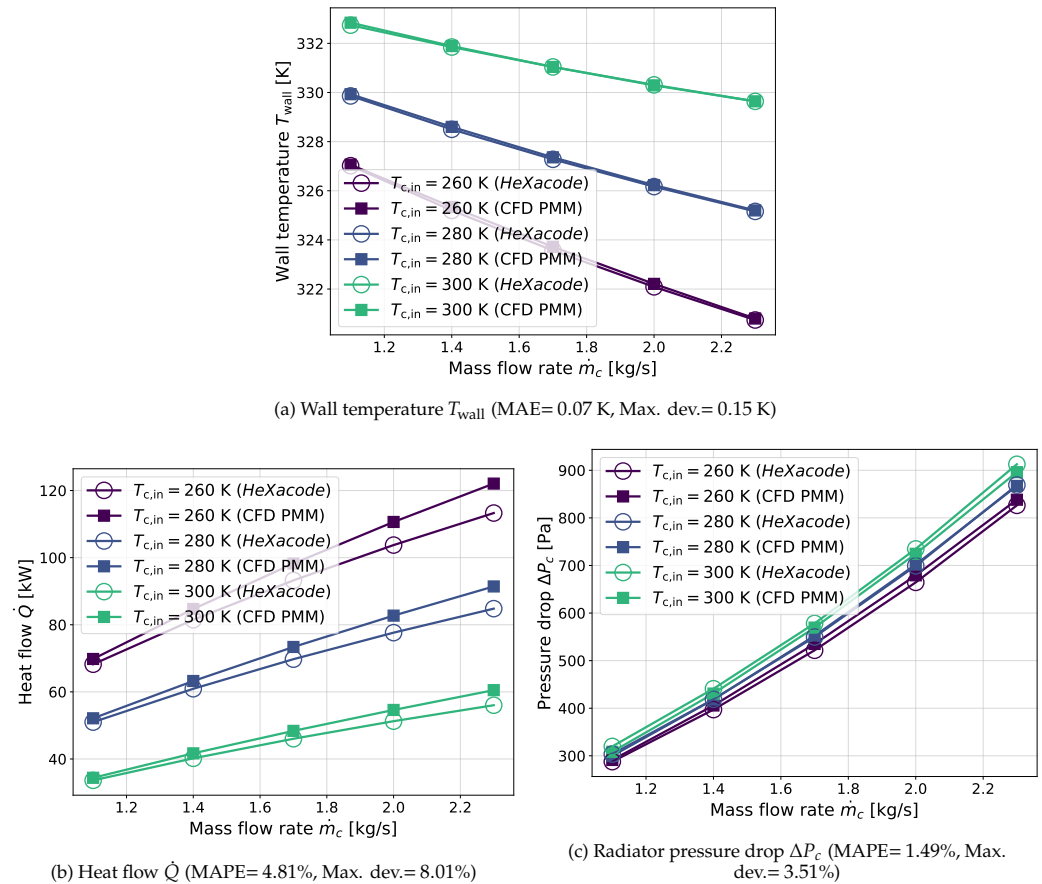 332
330
328
326
324
322
Wall temperature T_wall [K]
T_c,in = 260 K (HeXacode)
T_c,in = 260 K (CFD PMM)
T_c,in = 280 K (HeXacode)
T_c,in = 280 K (CFD PMM)
T_c,in = 300 K (HeXacode)
T_c,in = 300 K (CFD PMM)
1.2 1.4 1.6 1.8 2.0 2.2
Mass flow rate ṁ_c [kg/s]
(a) Wall temperature T_wall (MAE= 0.07 K, Max. dev.= 0.15 K)
120
100
80
60
40
Heat flow Q̇ [kW]
T_c,in = 260 K (HeXacode)
T_c,in = 260 K (CFD PMM)
T_c,in = 280 K (HeXacode)
T_c,in = 280 K (CFD PMM)
T_c,in = 300 K (HeXacode)
T_c,in = 300 K (CFD PMM)
1.2 1.4 1.6 1.8 2.0 2.2
Mass flow rate ṁ_c [kg/s]
(b) Heat flow Q̇ (MAPE= 4.81%, Max. dev.= 8.01%)
900
800
700
600
500
400
300
Pressure drop ΔP_c [Pa]
T_c,in = 260 K (HeXacode)
T_c,in = 260 K (CFD PMM)
T_c,in = 280 K (HeXacode)
T_c,in = 280 K (CFD PMM)
T_c,in = 300 K (HeXacode)
T_c,in = 300 K (CFD PMM)
1.2 1.4 1.6 1.8 2.0 2.2
Mass flow rate ṁ_c [kg/s]
(c) Radiator pressure drop ΔP_c (MAPE= 1.49%, Max.
dev.= 3.51%)